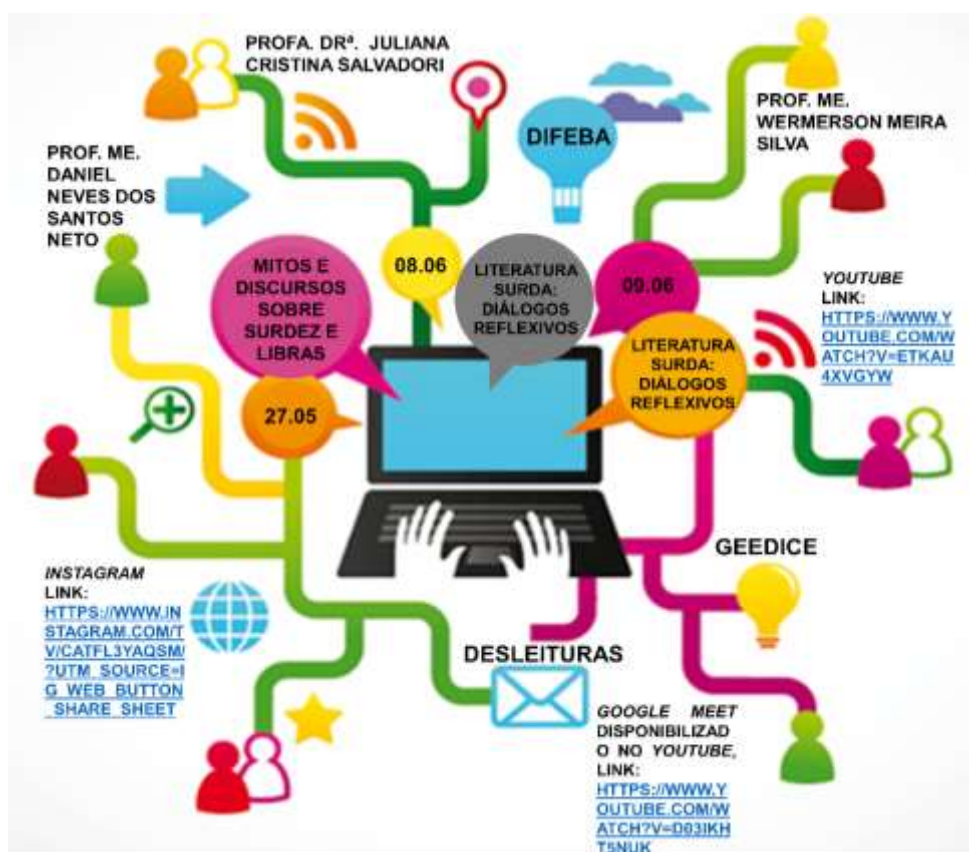 PROFA. DRª. JULIANA
CRISTINA SALVADORI
DIFEBA
PROF. ME.
WERMERSON MEIRA
SILVA
PROF. ME.
DANIEL
NEVES DOS
SANTOS
NETO
MITOS E
DISCURSOS
SOBRE
SURDEZ E
LIBRAS
08.06
LITERATURA
SURDA:
DIÁLOGOS
REFLEXIVOS
09.06
YOUTUBE
LINK:
HTTPS://WWW.Y
OUTUBE.COM/W
ATCH?V=ETKAU
4XVGYW
LITERATURA
SURDA:
DIÁLOGOS
REFLEXIVOS
27.05
GEEDICE
INSTAGRAM
LINK:
HTTPS://WWW.IN
STAGRAM.COM/T
V/CATFL3YAQSM/
?UTM_SOURCE=I
G_WEB_BUTTON
_SHARE_SHEET
DESLEITURAS
GOOGLE MEET
DISPONIBILIZAD
O NO YOUTUBE,
LINK:
HTTPS://WWW.Y
OUTUBE.COM/W
ATCH?V=D03IKH
T5NUK